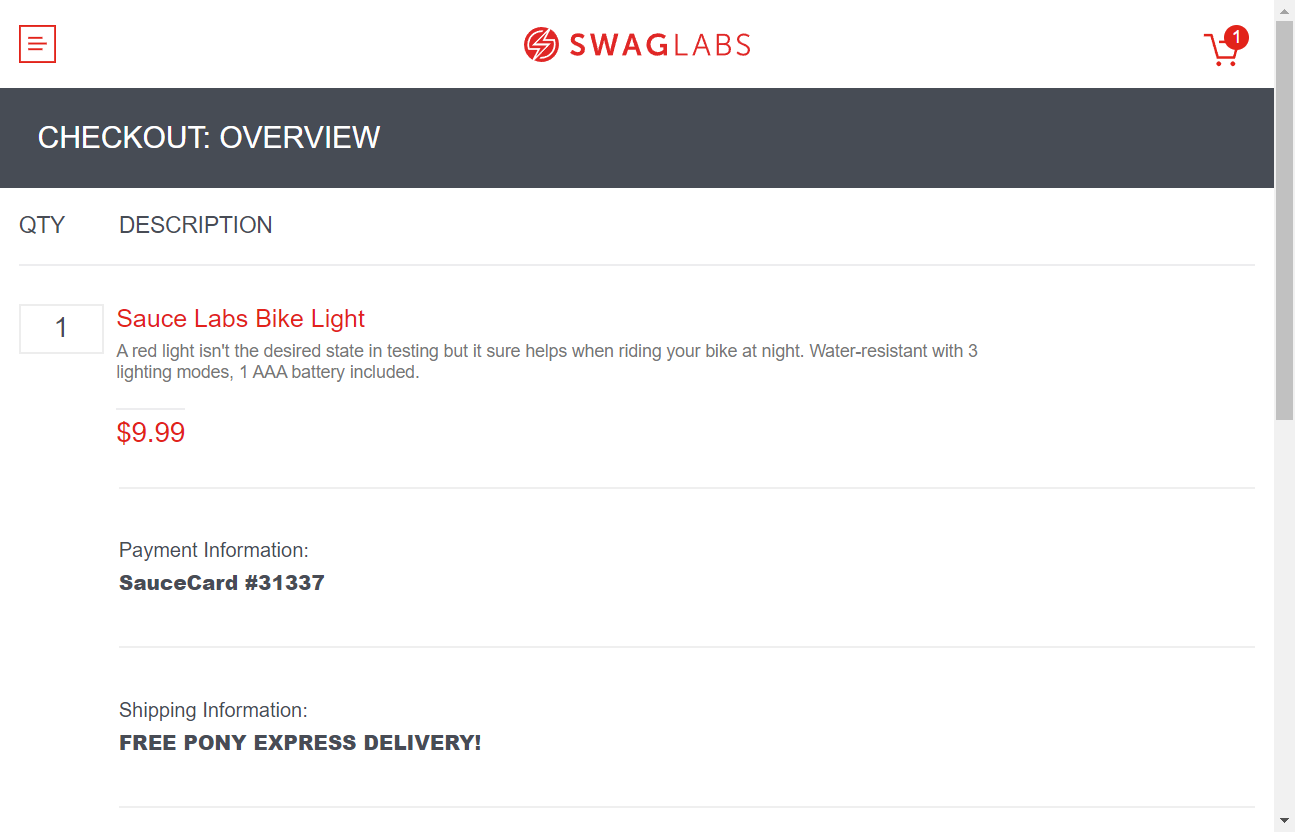 SWAGLABS
1
CHECKOUT: OVERVIEW
QTY DESCRIPTION
1
Sauce Labs Bike Light
A red light isn't the desired state in testing but it sure helps when riding your bike at night. Water-resistant with 3
lighting modes, 1 AAA battery included.
$9.99
Payment Information:
SauceCard #31337
Shipping Information:
FREE PONY EXPRESS DELIVERY!